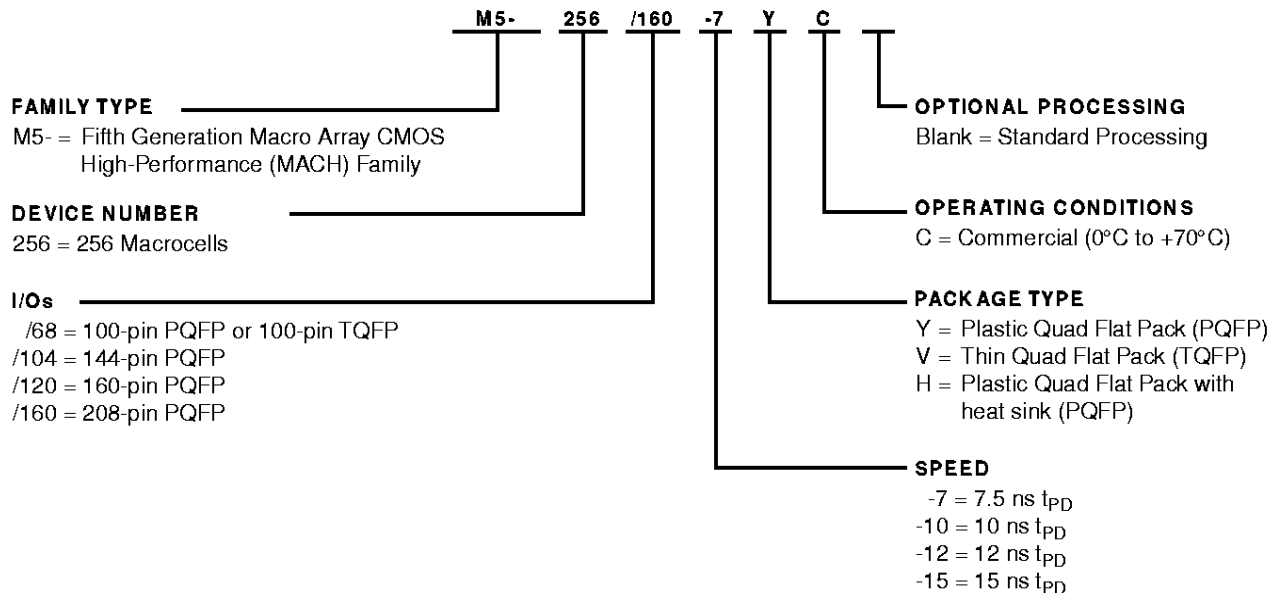 M5- 256 /160 -7 Y C
FAMILY TYPE
M5- = Fifth Generation Macro Array CMOS
High-Performance (MACH) Family
DEVICE NUMBER
256 = 256 Macrocells
I/Os
/68 = 100-pin PQFP or 100-pin TQFP
/104 = 144-pin PQFP
/120 = 160-pin PQFP
/160 = 208-pin PQFP
OPTIONAL PROCESSING
Blank = Standard Processing
OPERATING CONDITIONS
C = Commercial (0°C to +70°C)
PACKAGE TYPE
Y = Plastic Quad Flat Pack (PQFP)
V = Thin Quad Flat Pack (TQFP)
H = Plastic Quad Flat Pack with
heat sink (PQFP)
SPEED
-7 = 7.5 ns tPD
-10 = 10 ns tPD
-12 = 12 ns tPD
-15 = 15 ns tPD